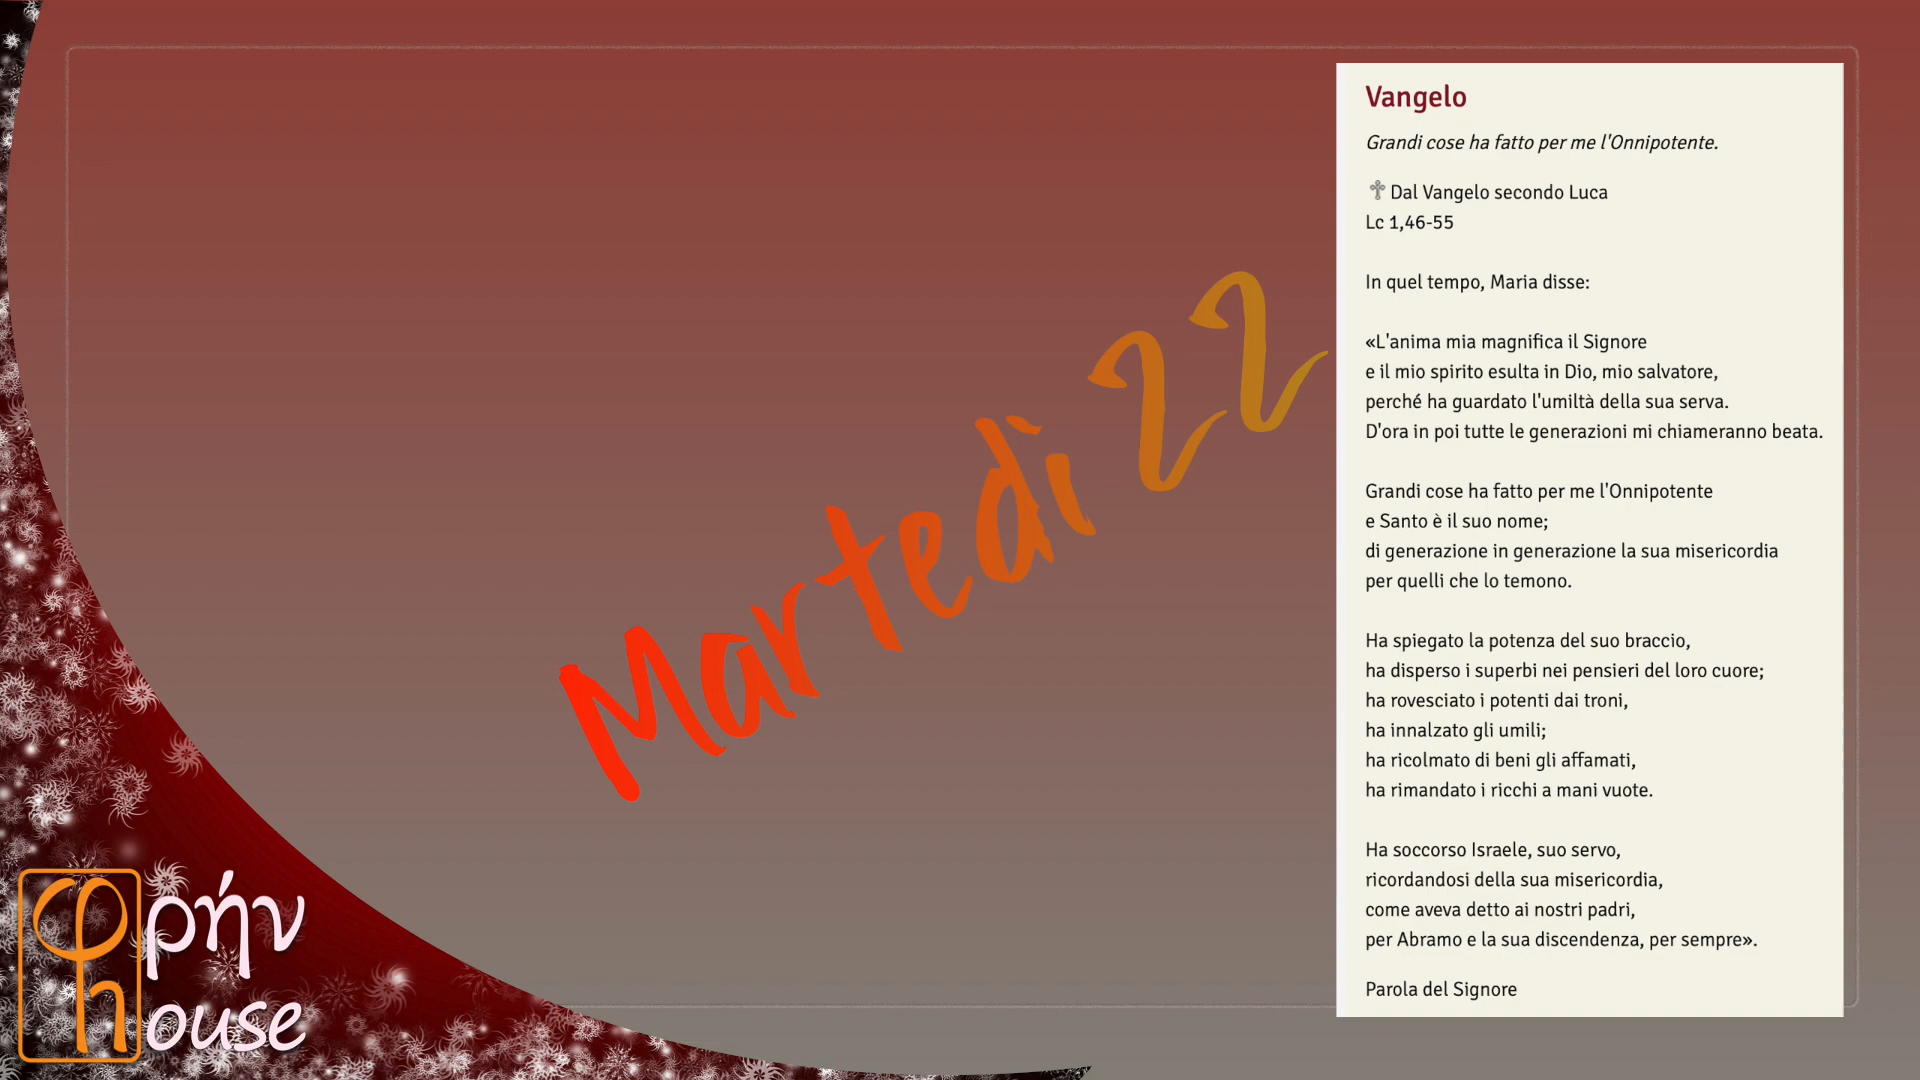 Vangelo
Grandi cose ha fatto per me l'Onnipotente.
Dal Vangelo secondo Luca
Lc 1,46-55
In quel tempo, Maria disse:
«L'anima mia magnifica il Signore
e il mio spirito esulta in Dio, mio salvatore,
perché ha guardato l'umiltà della sua serva.
D'ora in poi tutte le generazioni mi chiameranno beata.
Grandi cose ha fatto per me l'Onnipotente
e Santo è il suo nome;
di generazione in generazione la sua misericordia
per quelli che lo temono.
Ha spiegato la potenza del suo braccio,
ha disperso i superbi nei pensieri del loro cuore;
ha rovesciato i potenti dai troni,
ha innalzato gli umili;
ha ricolmato di beni gli affamati,
ha rimandato i ricchi a mani vuote.
Ha soccorso Israele, suo servo,
ricordandosi della sua misericordia,
come aveva detto ai nostri padri,
per Abramo e la sua discendenza, per sempre».
Parola del Signore
Martedì 22
φρήν
house